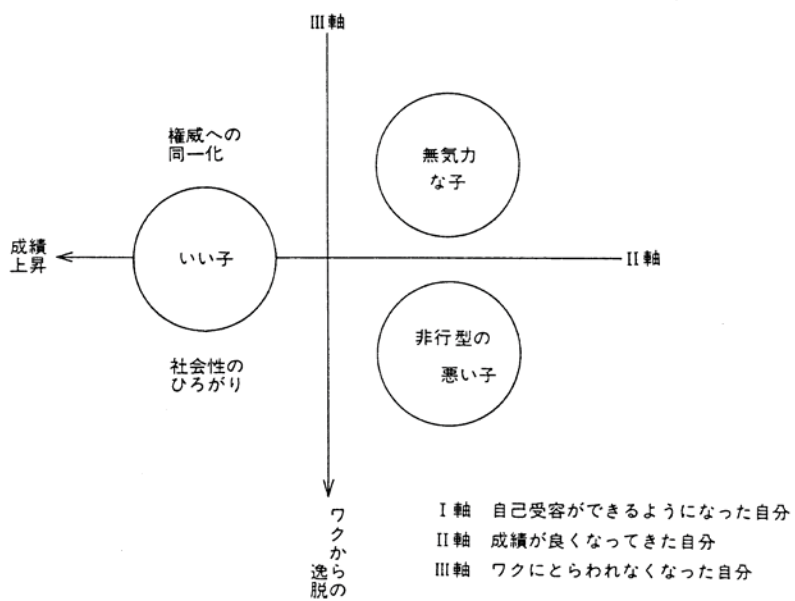 III軸
権威への
同一化
無気力
な子
成績
上昇
いい子
II軸
社会性の
ひろがり
非行型の
悪い子
ワクからの
逸脱
I軸 自己受容ができるようになった自分
II軸 成績が良くなってきた自分
III軸 ワクにとらわれなくなった自分